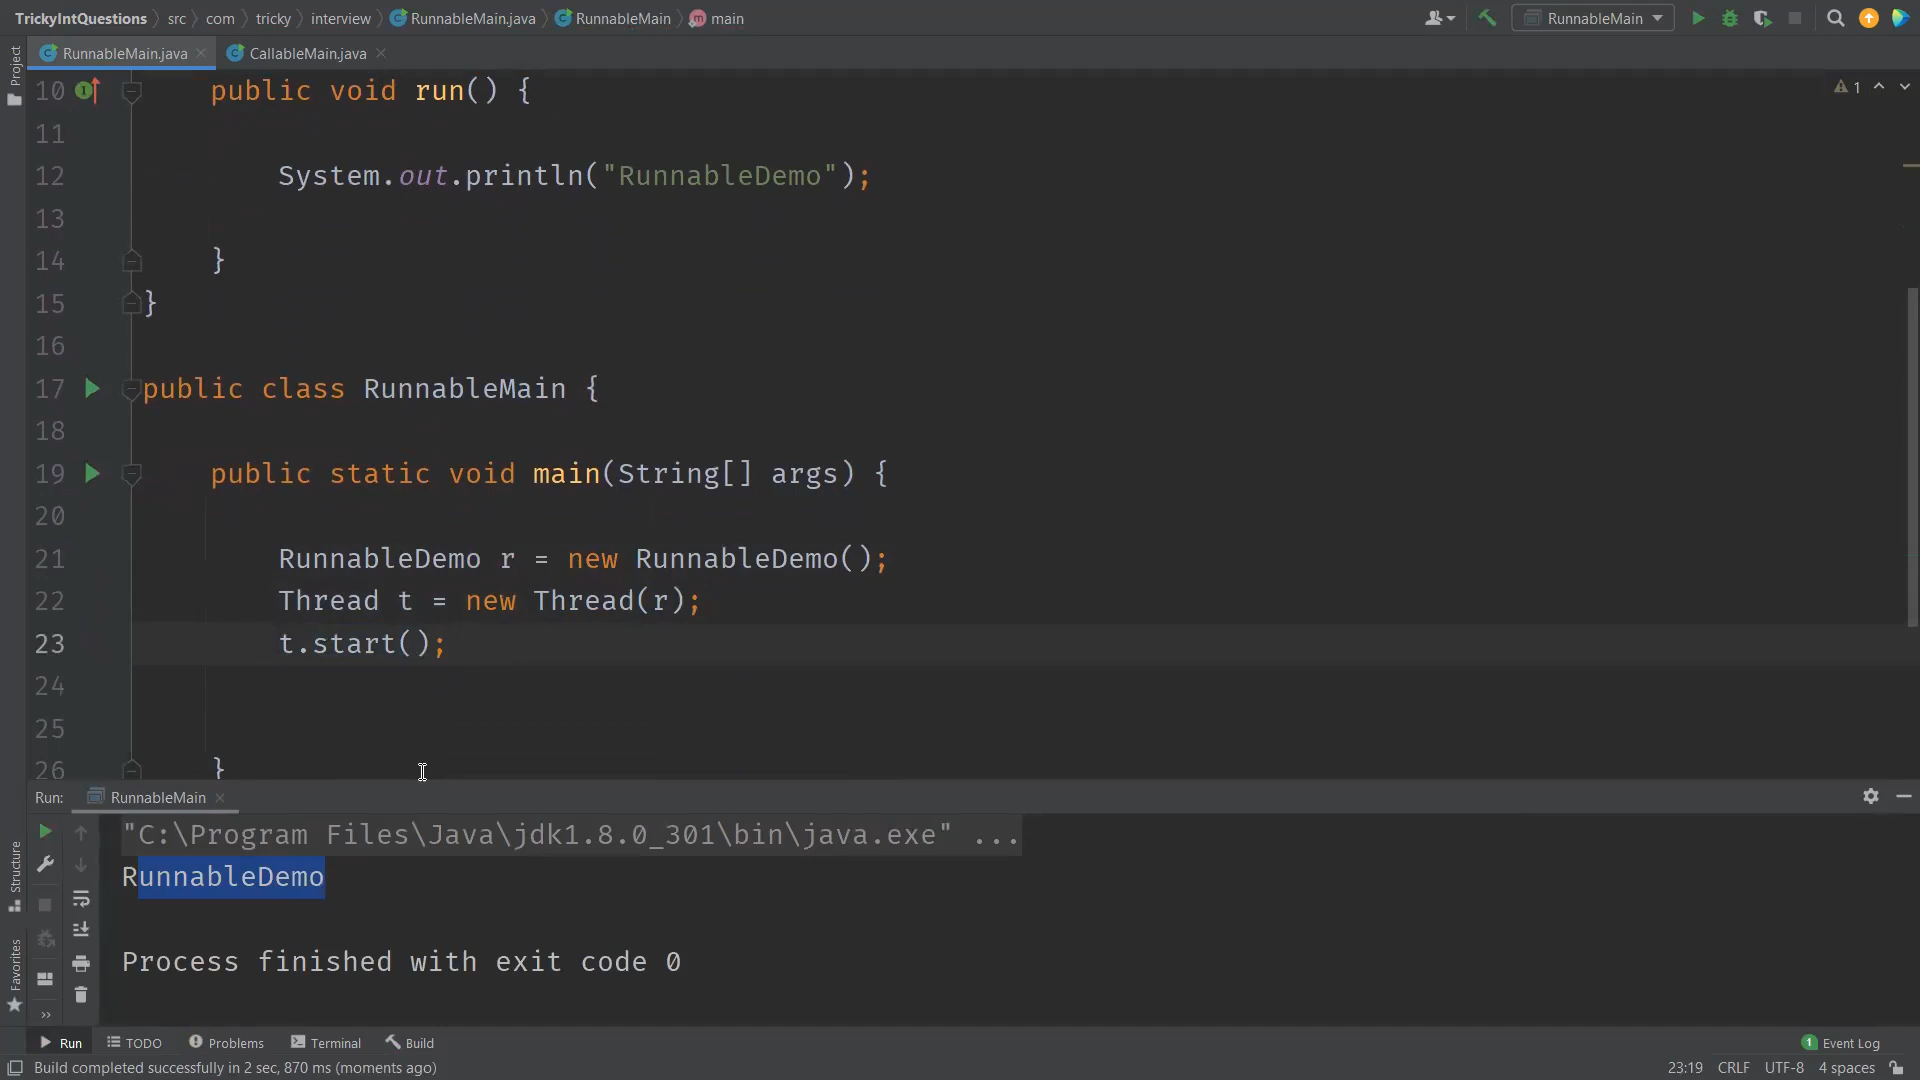 TrickyIntQuestions src com tricky interview RunnableMain.java RunnableMain main RunnableMain
RunnableMain.java CallableMain.java
Project
10 public void run() { 1
11
12 System.out.println("RunnableDemo");
13
14 }
15 }
16
17 public class RunnableMain {
18
19 public static void main(String[] args) {
20
21 RunnableDemo r = new RunnableDemo();
22 Thread t = new Thread(r);
23 t.start();
24
25
26 }
Run: RunnableMain
"C:\Program Files\Java\jdk1.8.0_301\bin\java.exe" ...
RunnableDemo
Process finished with exit code 0
Structure
Favorites
Run TODO Problems Terminal Build 1 Event Log
Build completed successfully in 2 sec, 870 ms (moments ago) 23:19 CRLF UTF-8 4 spaces